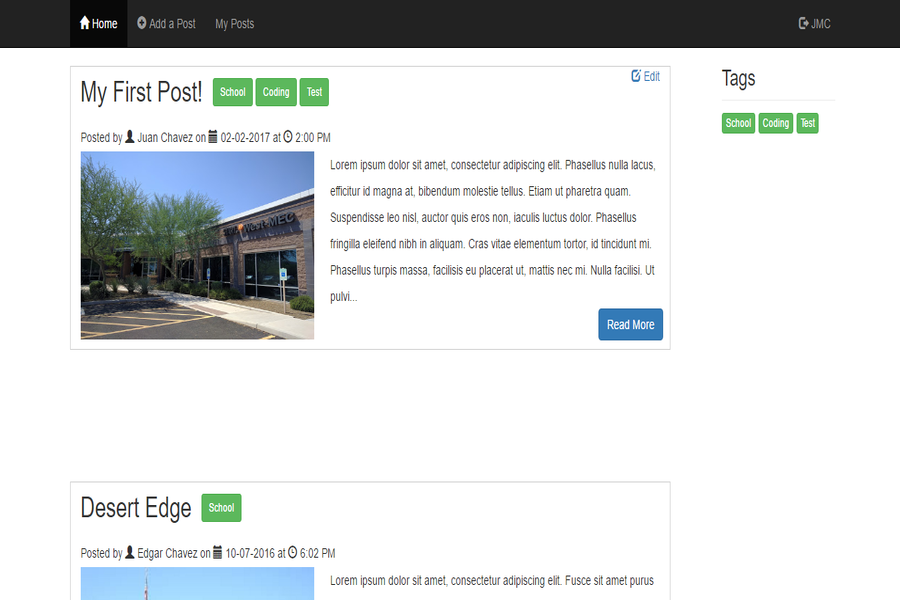 Home Add a Post My Posts JMC
My First Post! School Coding Test
Edit
Posted by Juan Chavez on 02-02-2017 at 2:00 PM
West-MEC
Lorem ipsum dolor sit amet, consectetur adipiscing elit. Phasellus nulla lacus,
efficitur id magna at, bibendum molestie tellus. Etiam ut pharetra quam.
Suspendisse leo nisl, auctor quis eros non, iaculis luctus dolor. Phasellus
fringilla eleifend nibh in aliquam. Cras vitae elementum tortor, id tincidunt mi.
Phasellus turpis massa, facilisis eu placerat ut, mattis nec mi. Nulla facilisi. Ut
pulvi...
Read More
Tags
School Coding Test
Desert Edge School
Posted by Edgar Chavez on 10-07-2016 at 6:02 PM
Lorem ipsum dolor sit amet, consectetur adipiscing elit. Fusce sit amet purus